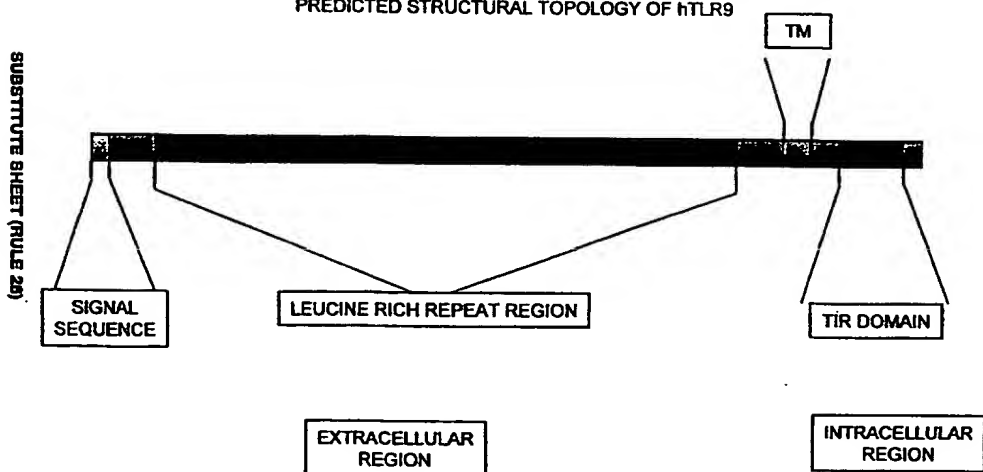 PREDICTED STRUCTURAL TOPOLOGY OF hTLR9
TM
SUBSTITUTE SHEET (RULE 26)
SIGNAL
SEQUENCE
LEUCINE RICH REPEAT REGION
TIR DOMAIN
EXTRACELLULAR
REGION
INTRACELLULAR
REGION